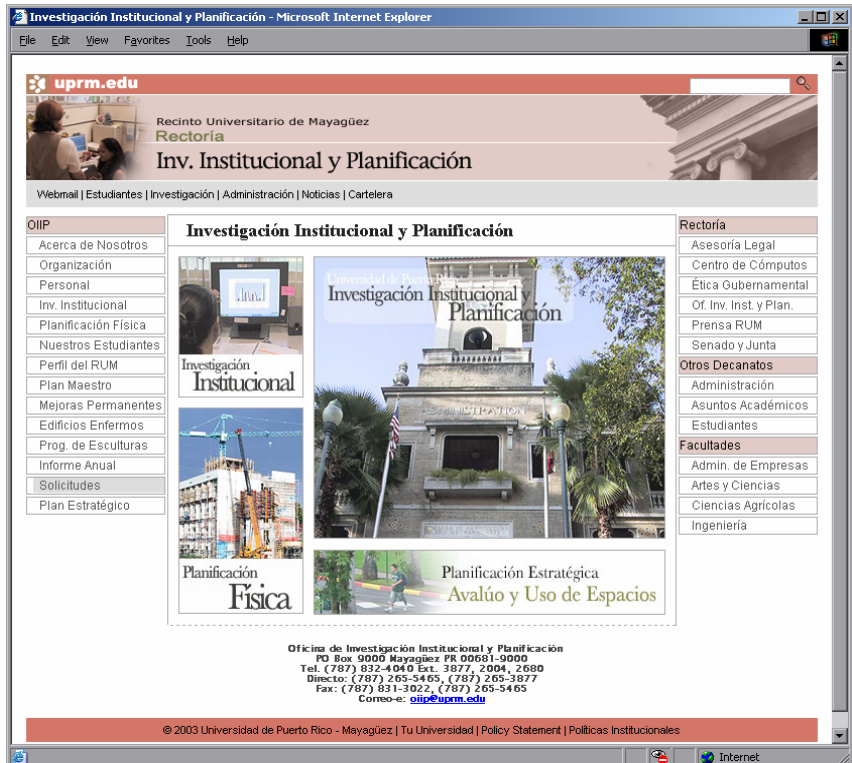 Investigación Institucional y Planificación - Microsoft Internet Explorer
File Edit View Favorites Tools Help
uprm.edu
Recinto Universitario de Mayagüez
Rectoría
Inv. Institucional y Planificación
Webmail | Estudiantes | Investigación | Administración | Noticias | Cartelera
OIIP
Acerca de Nosotros
Organización
Personal
Inv. Institucional
Planificación Física
Nuestros Estudiantes
Perfil del RUM
Plan Maestro
Mejoras Permanentes
Edificios Enfermos
Prog. de Esculturas
Informe Anual
Solicitudes
Plan Estratégico
Investigación Institucional y Planificación
Investigación
Institucional
Planificación
Física
Universidad de Puerto Rico
Investigación Institucional y
Planificación
Planificación Estratégica
Avalúo y Uso de Espacios
Rectoría
Asesoría Legal
Centro de Cómputos
Ética Gubernamental
Of. Inv. Inst. y Plan.
Prensa RUM
Senado y Junta
Otros Decanatos
Administración
Asuntos Académicos
Estudiantes
Facultades
Admin. de Empresas
Artes y Ciencias
Ciencias Agrícolas
Ingeniería
Oficina de Investigación Institucional y Planificación
PO Box 9000 Mayagüez PR 00681-9000
Tel. (787) 832-4040 Ext. 3877, 2004, 2680
Directo: (787) 265-5465, (787) 265-3877
Fax: (787) 831-3022, (787) 265-5465
Correo-e: oiip@uprm.edu
© 2003 Universidad de Puerto Rico - Mayagüez | Tu Universidad | Policy Statement | Políticas Institucionales
Internet